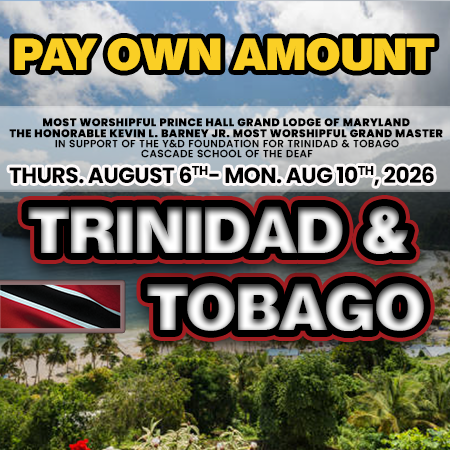 PAY OWN AMOUNT
MOST WORSHIPFUL PRINCE HALL GRAND LODGE OF MARYLAND
THE HONORABLE KEVIN L. BARNEY JR. MOST WORSHIPFUL GRAND MASTER
IN SUPPORT OF THE Y&D FOUNDATION FOR TRINIDAD & TOBAGO
CASCADE SCHOOL OF THE DEAF
THURS. AUGUST 6TH- MON. AUG 10TH, 2026
TRINIDAD &
TOBAGO